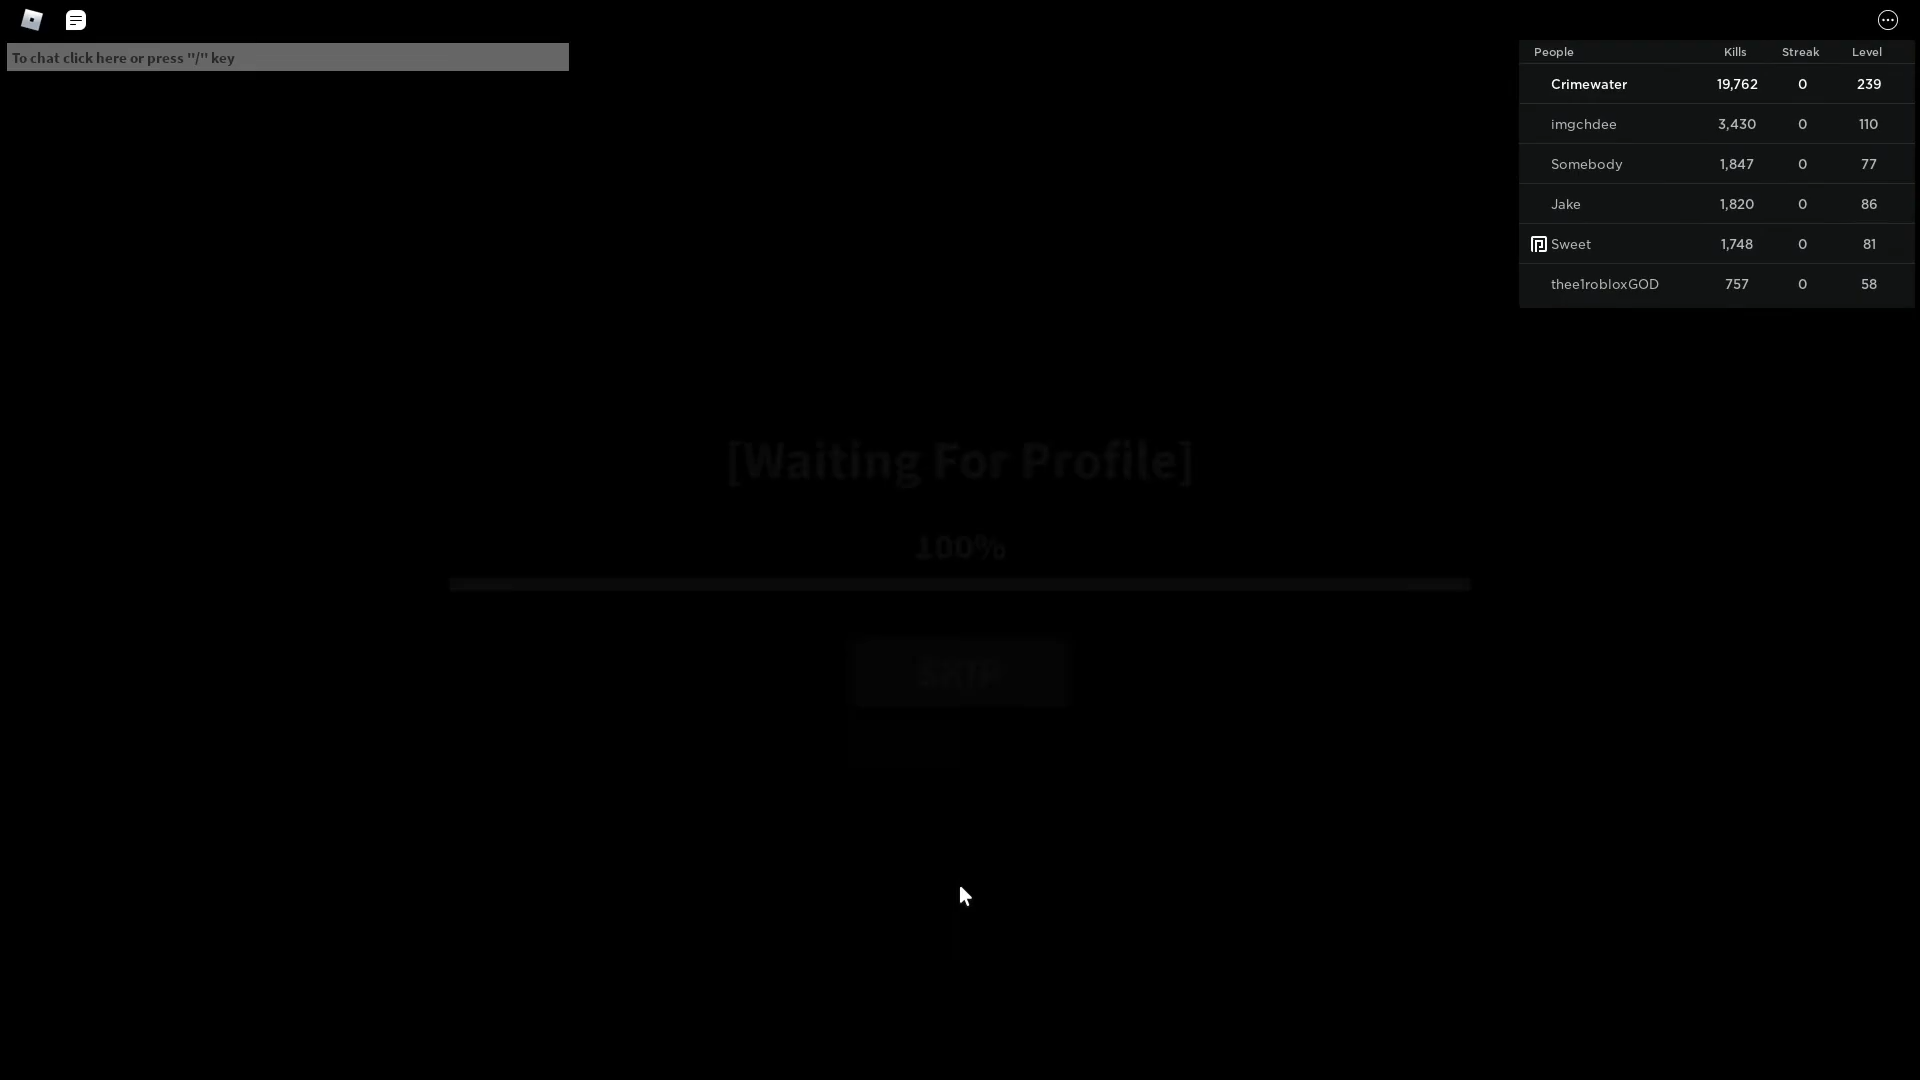 To chat click here or press "/" key
People Kills Streak Level
Crimewater 19,762 0 239
imgchdee 3,430 0 110
Somebody 1,847 0 77
Jake 1,820 0 86
Sweet 1,748 0 81
thee1robloxGOD 757 0 58
[Waiting For Profile]
100%